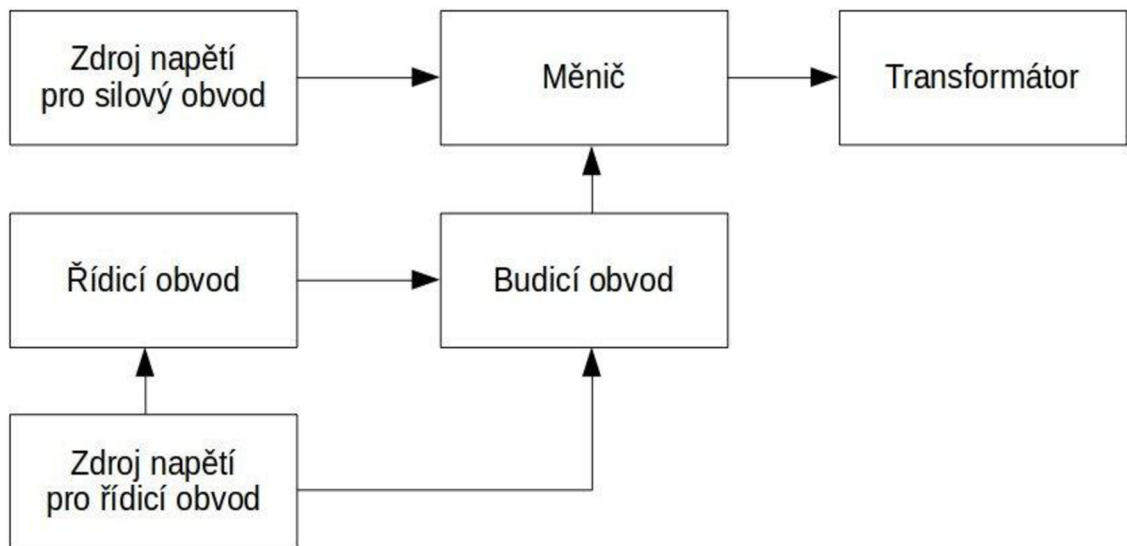 Zdroj napětí
pro silový obvod
Měnič
Transformátor
Řídicí obvod
Budicí obvod
Zdroj napětí
pro řídicí obvod